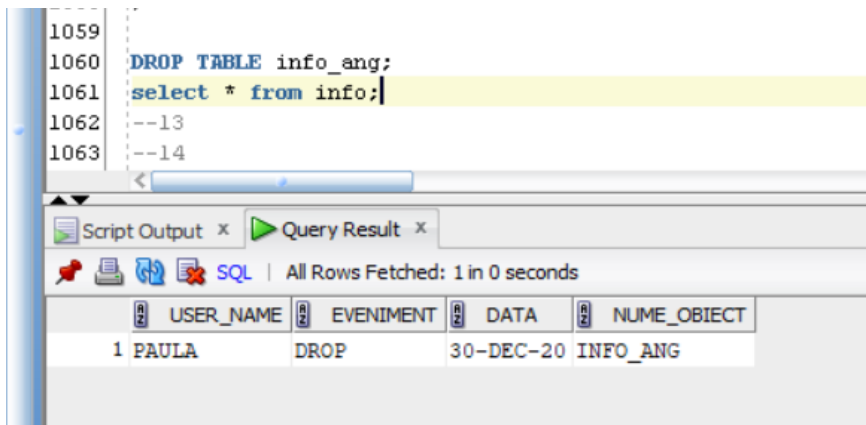 1059
1060 DROP TABLE info_ang;
1061 select * from info;
1062 --13
1063 --14
Script Output x Query Result x
SQL | All Rows Fetched: 1 in 0 seconds
USER_NAME EVENIMENT DATA NUME_OBIECT
1 PAULA DROP 30-DEC-20 INFO_ANG